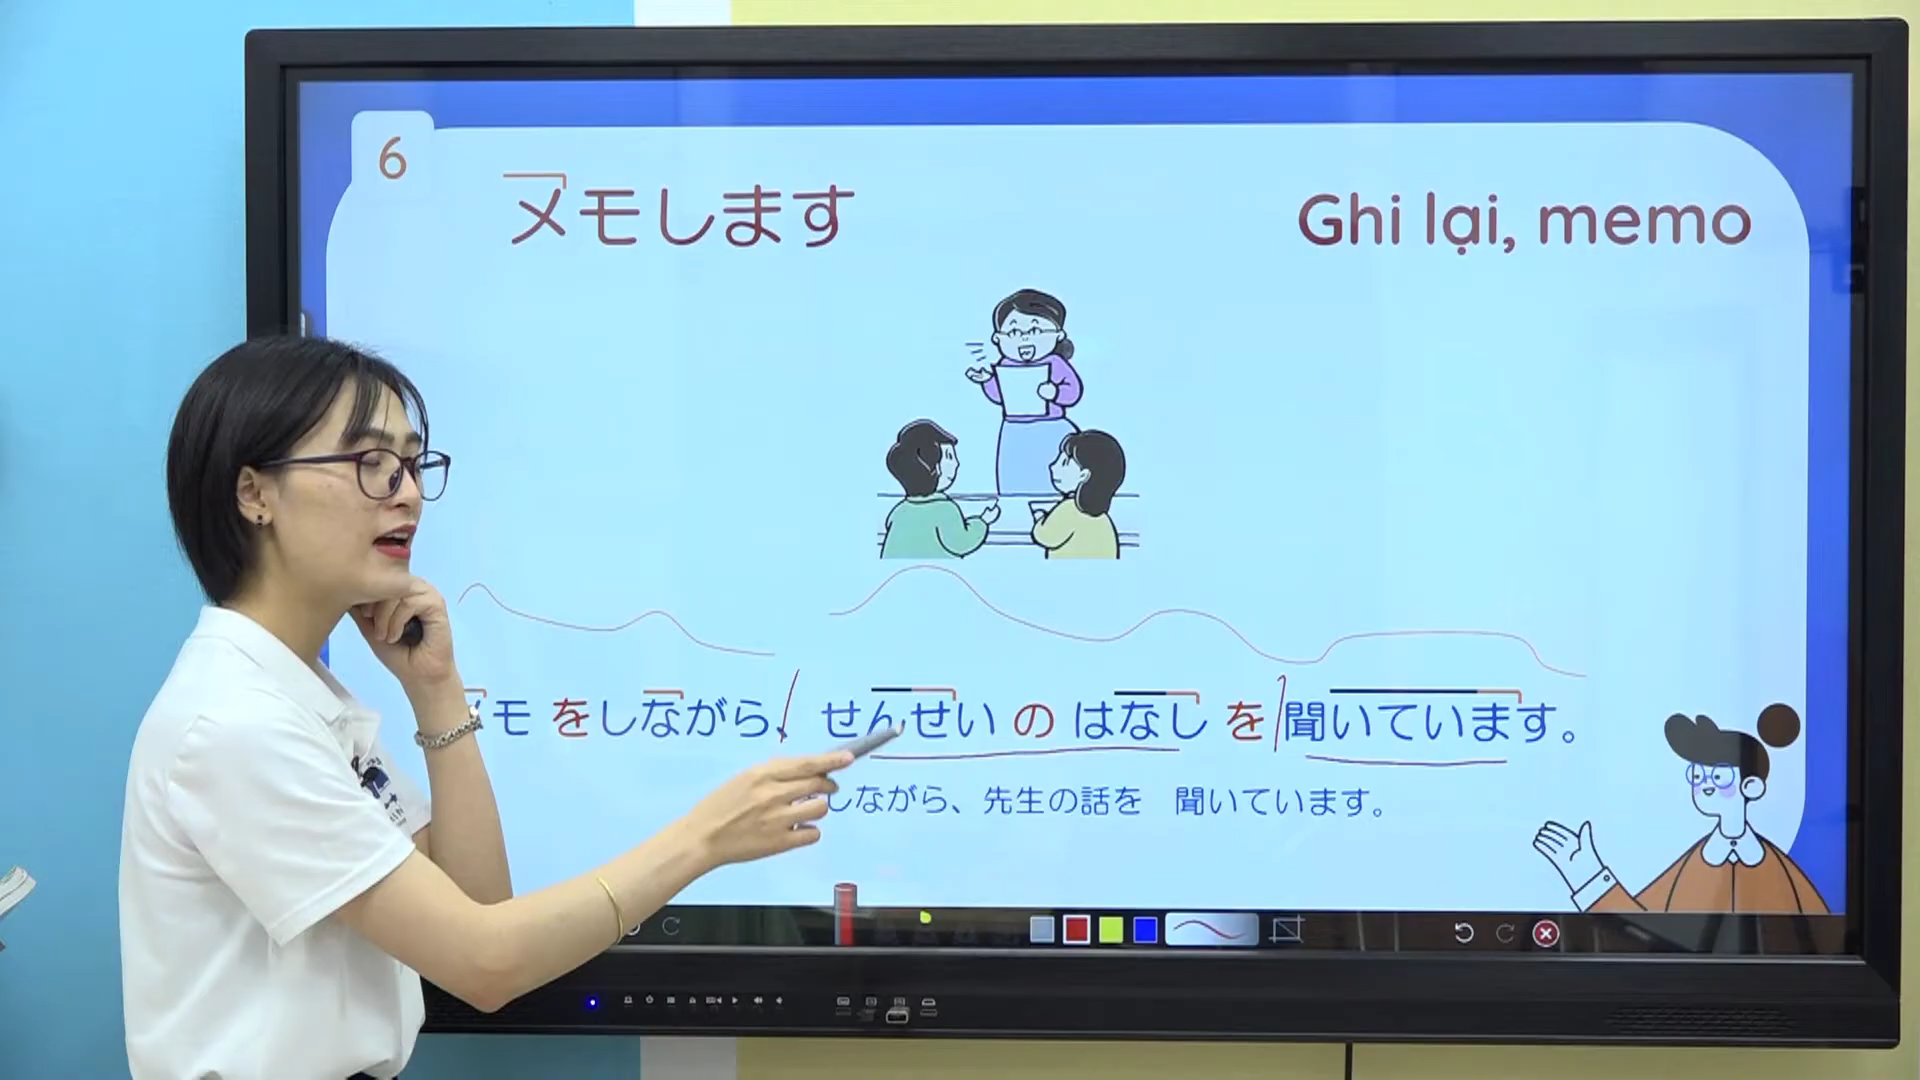 6
メモします
Ghi lại, memo
モ をしながら、せんせい の はなし を 聞いています。
しながら、先生の話を 聞いています。